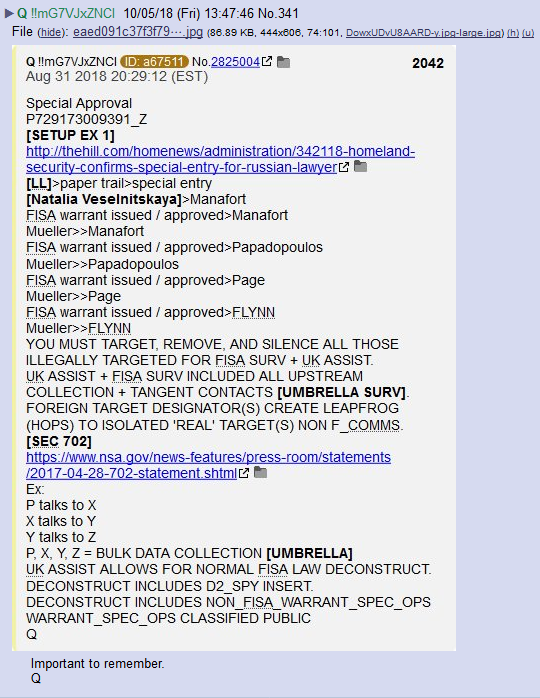 ▶ Q !!mG7VJxZNCI 10/05/18 (Fri) 13:47:46 No.341
File (hide): eaed091c37f3f79⋯.jpg (86.89 KB, 444x606, 74:101, DowxUDvU8AARD-y.jpg-large.jpg) (h) (u)
Q !!mG7VJxZNCI ID: a67511 No.2825004 2042
Aug 31 2018 20:29:12 (EST)
Special Approval
P729173009391_Z
[SETUP EX 1]
http://thehill.com/homenews/administration/342118-homeland-
security-confirms-special-entry-for-russian-lawyer
[LL]>paper trail>special entry
[Natalia Veselnitskaya]>Manafort
FISA warrant issued / approved>Manafort
Mueller>>Manafort
FISA warrant issued / approved>Papadopoulos
Mueller>>Papadopoulos
FISA warrant issued / approved>Page
Mueller>>Page
FISA warrant issued / approved>FLYNN
Mueller>>FLYNN
YOU MUST TARGET, REMOVE, AND SILENCE ALL THOSE
ILLEGALLY TARGETED FOR FISA SURV + UK ASSIST.
UK ASSIST + FISA SURV INCLUDED ALL UPSTREAM
COLLECTION + TANGENT CONTACTS [UMBRELLA SURV].
FOREIGN TARGET DESIGNATOR(S) CREATE LEAPFROG
(HOPS) TO ISOLATED 'REAL' TARGET(S) NON F_COMMS.
[SEC 702]
https://www.nsa.gov/news-features/press-room/statements
/2017-04-28-702-statement.shtml
Ex:
P talks to X
X talks to Y
Y talks to Z
P, X, Y, Z = BULK DATA COLLECTION [UMBRELLA]
UK ASSIST ALLOWS FOR NORMAL FISA LAW DECONSTRUCT.
DECONSTRUCT INCLUDES D2_SPY INSERT.
DECONSTRUCT INCLUDES NON_FISA_WARRANT_SPEC_OPS
WARRANT_SPEC_OPS CLASSIFIED PUBLIC
Q
Important to remember.
Q